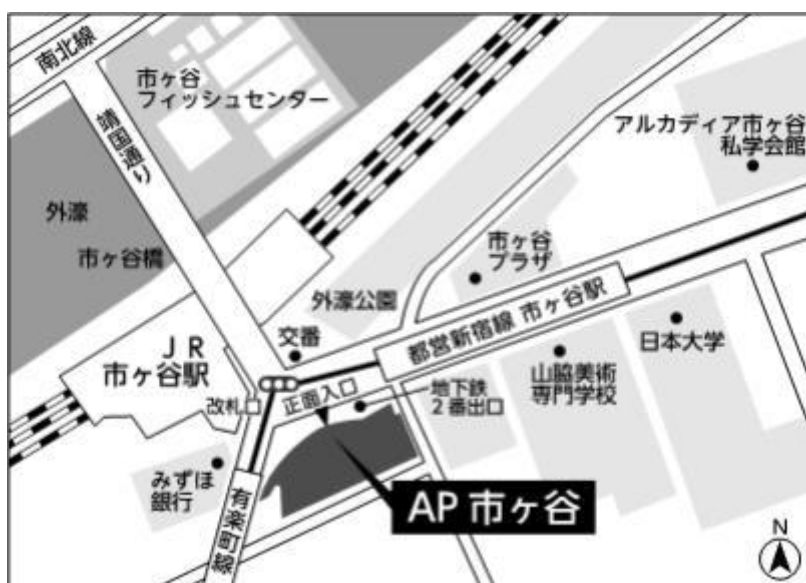 南北線
市ヶ谷
フィッシュセンター
靖国通り
アルカディア市ヶ谷
私学会館
外濠
市ヶ谷橋
市ヶ谷
プラザ
外濠公園
都営新宿線 市ヶ谷駅
交番
日本大学
JR
市ヶ谷駅
山脇美術
専門学校
改札口
正面入口
地下鉄
2番出口
みずほ
銀行
有楽町線
AP 市ヶ谷
N